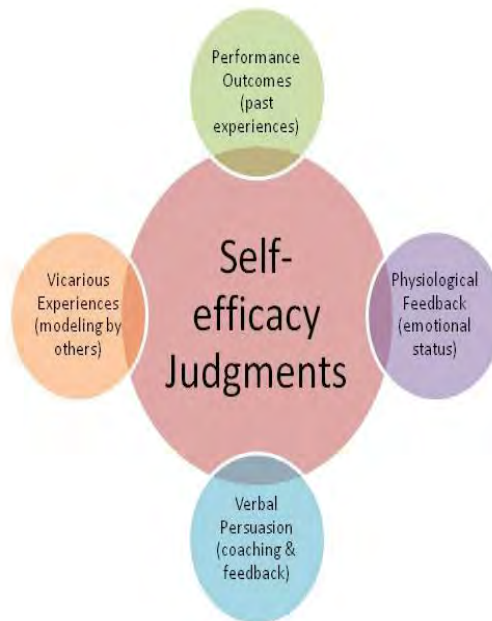 Performance
Outcomes
(past
experiences)
Self-
efficacy
Judgments
Vicarious
Experiences
(modeling by
others)
Physiological
Feedback
(emotional
status)
Verbal
Persuasion
(coaching &
feedback)